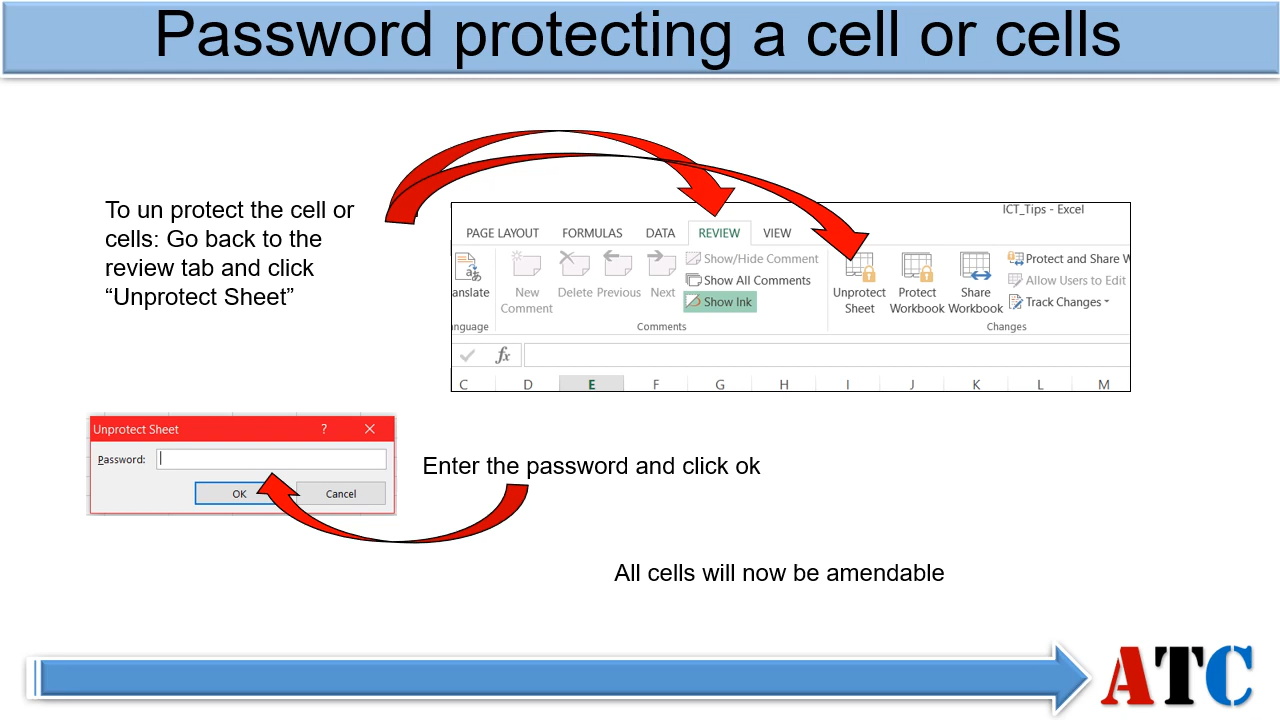 Password protecting a cell or cells
To un protect the cell or
cells: Go back to the
review tab and click
“Unprotect Sheet”
ICT_Tips - Excel
PAGE LAYOUT FORMULAS DATA REVIEW VIEW
anslate
New
Comment
Delete Previous Next
Show/Hide Comment
Show All Comments
Show Ink
Unprotect
Sheet
Protect
Workbook
Share
Workbook
Protect and Share W
Allow Users to Edit
Track Changes
nguage Comments Changes
fx
C D E F G H I J K L M
Unprotect Sheet ?
Password:
OK Cancel
Enter the password and click ok
All cells will now be amendable
ATC